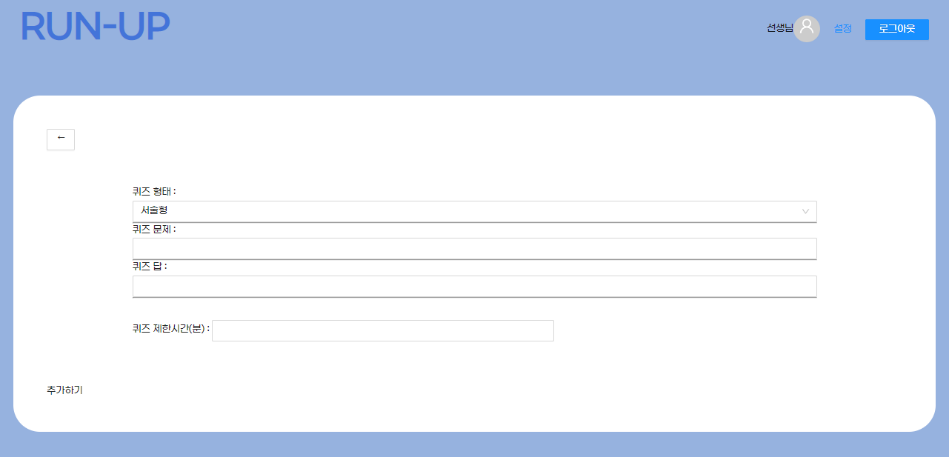 RUN-UP
선생님 설정 로그아웃
←
퀴즈 형태 :
서술형
퀴즈 문제 :
퀴즈 답 :
퀴즈 제한시간(분) :
추가하기